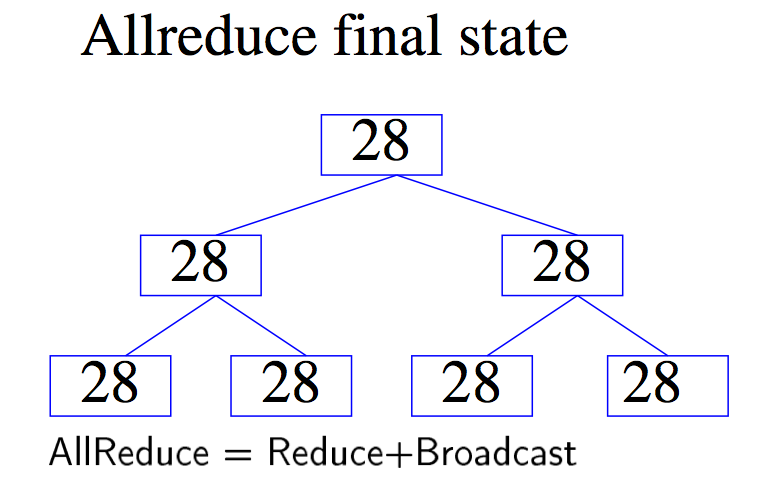 Allreduce final state
28
28 28
28 28 28 28
AllReduce = Reduce+Broadcast